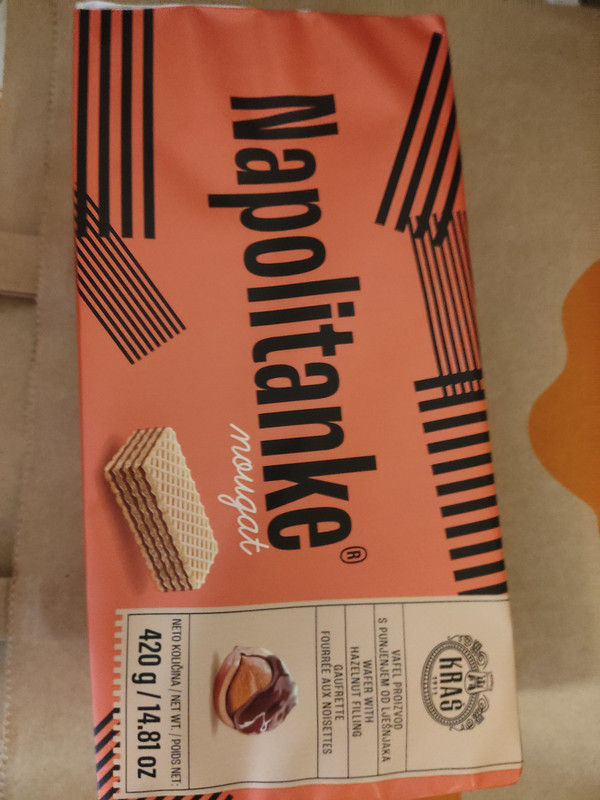 Napolitanke®
nougat
KRAŠ
1911
VAFEL PROIZVOD
S PUNJENJEM OD LJEŠNJAKA
WAFER WITH
HAZELNUT FILLING
GAUFRETTE
FOURRÉE AUX NOISETTES
NETO KOLIČINA / NET WT. / POIDS NET:
420 g / 14.81 oz